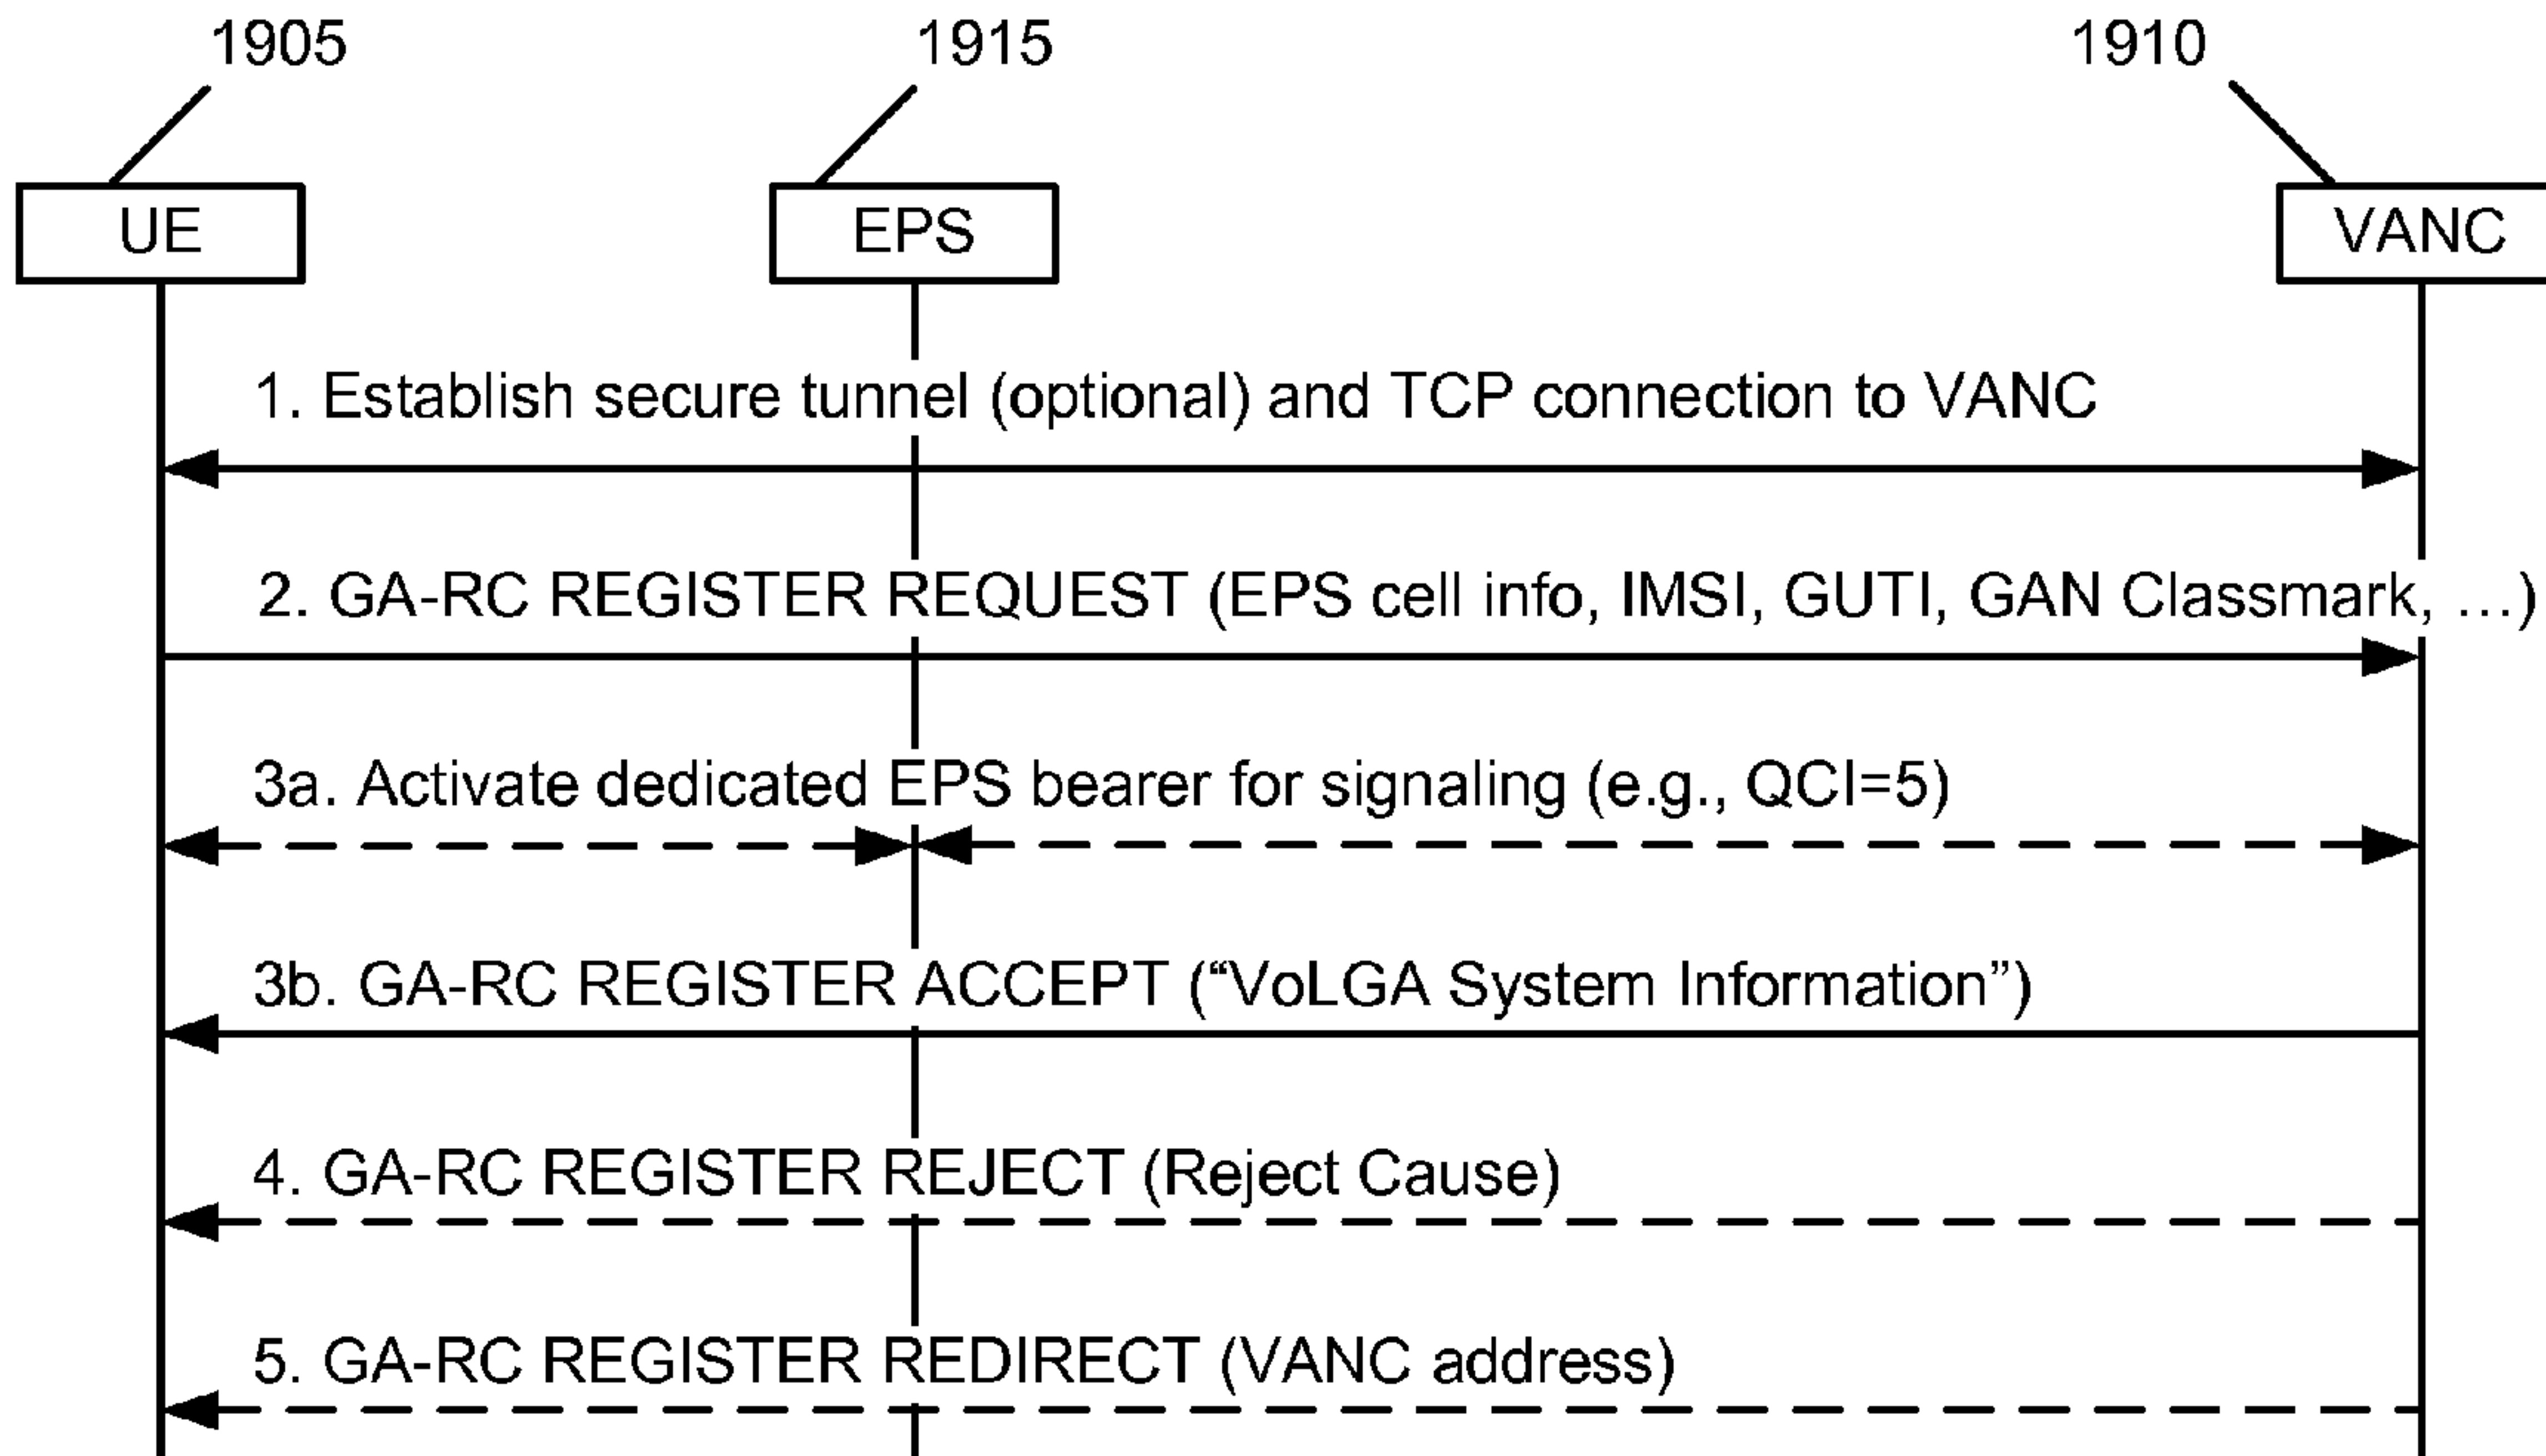 1905
1915
1910
UE
EPS
VANC
1. Establish secure tunnel (optional) and TCP connection to VANC
2. GA-RC REGISTER REQUEST (EPS cell info, IMSI, GUTI, GAN Classmark, …)
3a. Activate dedicated EPS bearer for signaling (e.g., QCI=5)
3b. GA-RC REGISTER ACCEPT (“VoLGA System Information”)
4. GA-RC REGISTER REJECT (Reject Cause)
5. GA-RC REGISTER REDIRECT (VANC address)